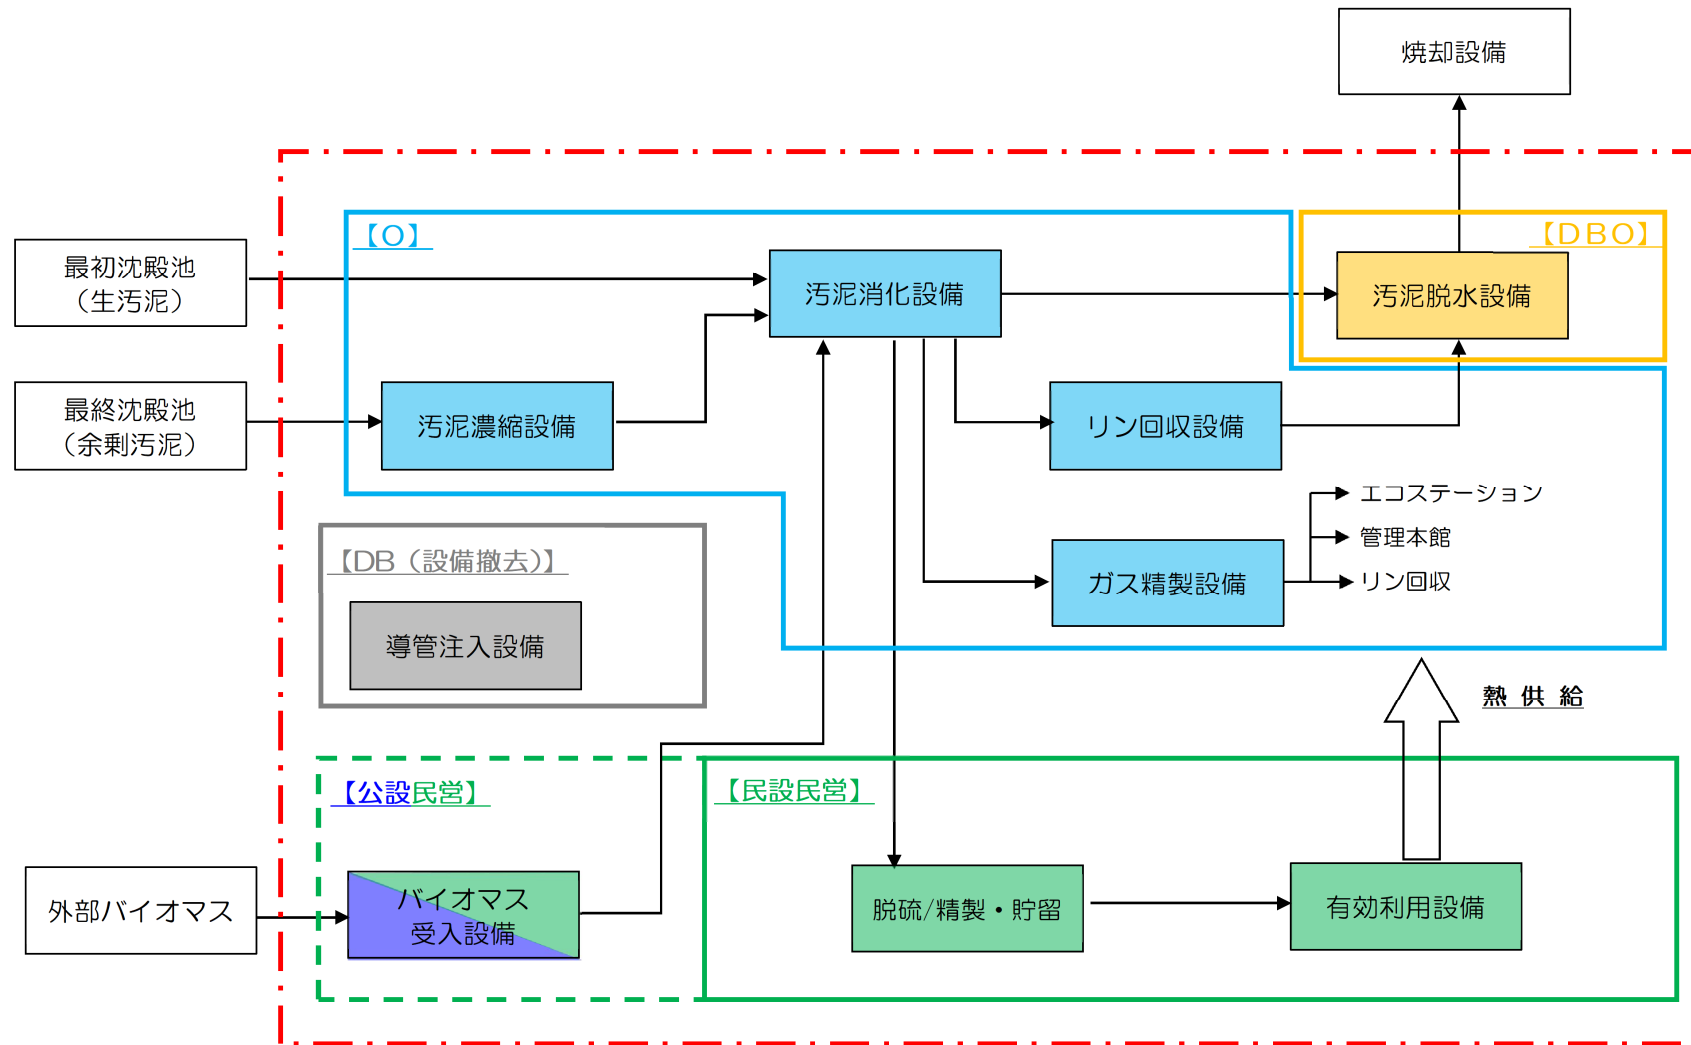 焼却設備
【O】
【DBO】
最初沈殿池
（生汚泥）
汚泥消化設備
汚泥脱水設備
最終沈殿池
（余剰汚泥）
汚泥濃縮設備
リン回収設備
エコステーション
管理本館
リン回収
ガス精製設備
【DB（設備撤去）】
導管注入設備
熱供給
【公設民営】
【民設民営】
外部バイオマス
バイオマス
受入設備
脱硫/精製・貯留
有効利用設備